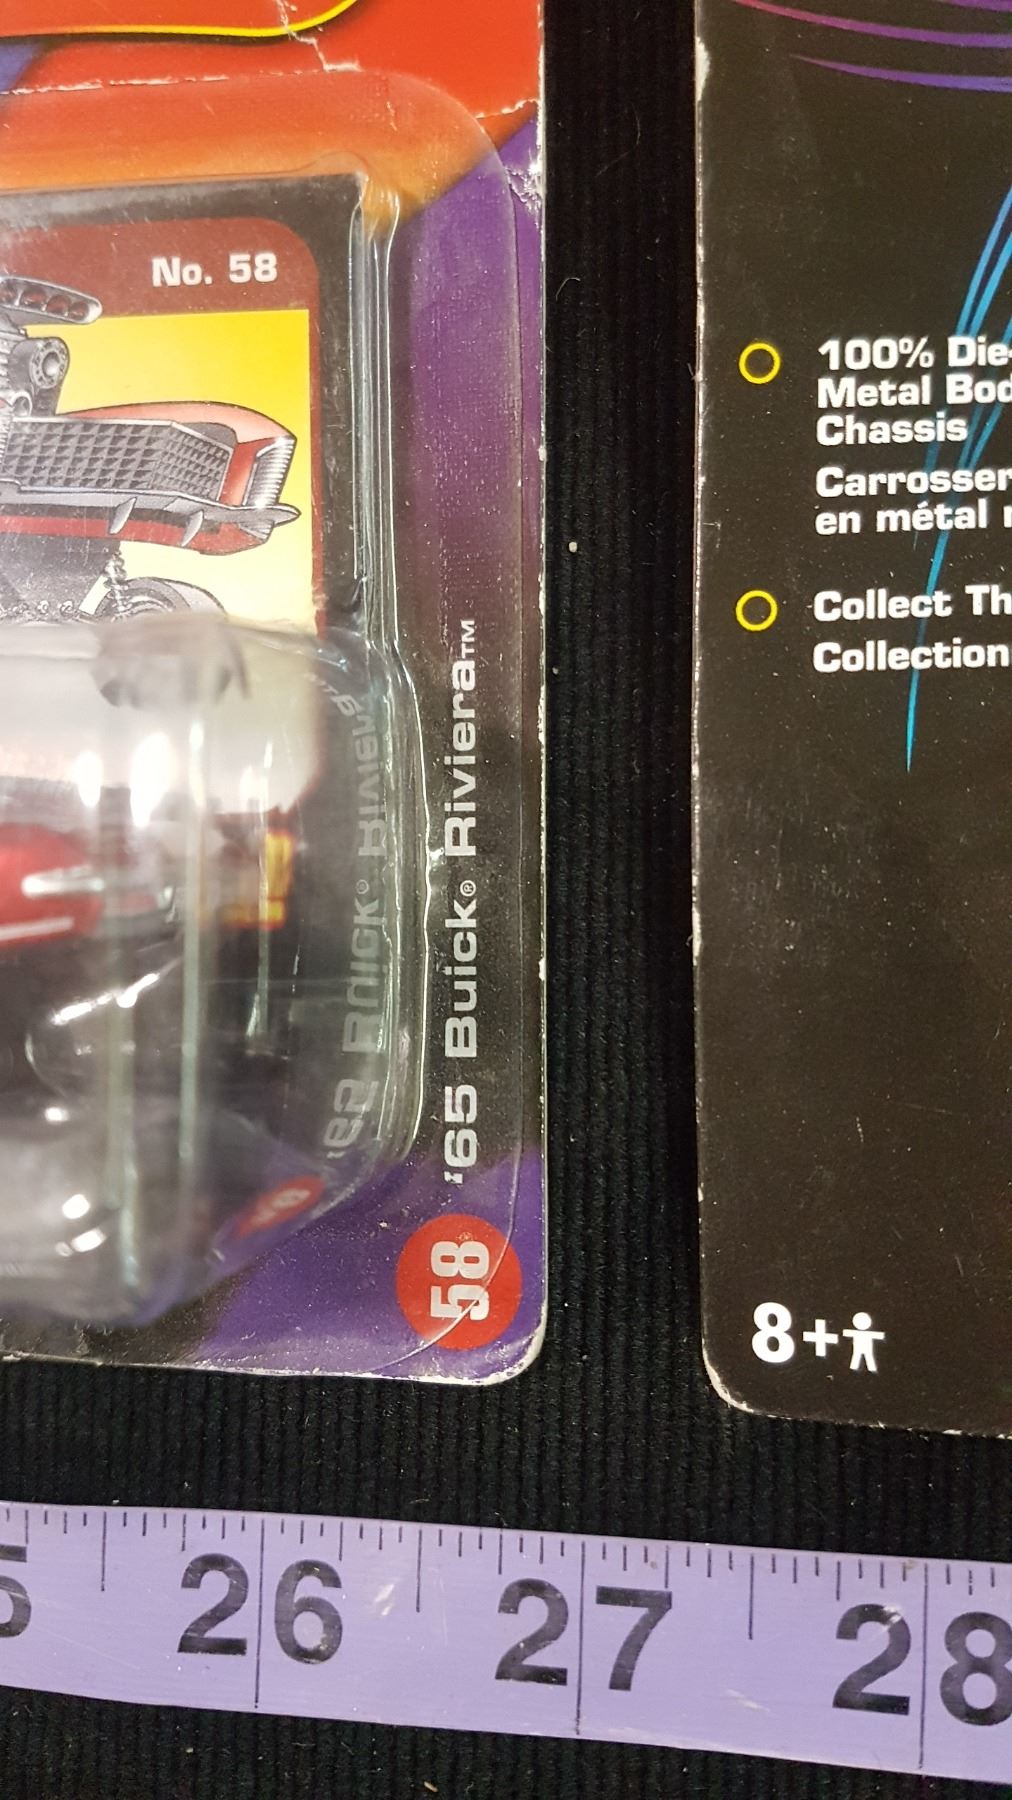 No. 58
'65 Buick® Riviera™
58
100% Die-
Metal Bod
Chassis
Carrosser
en métal
Collect Th
Collection
8+
26 27 28